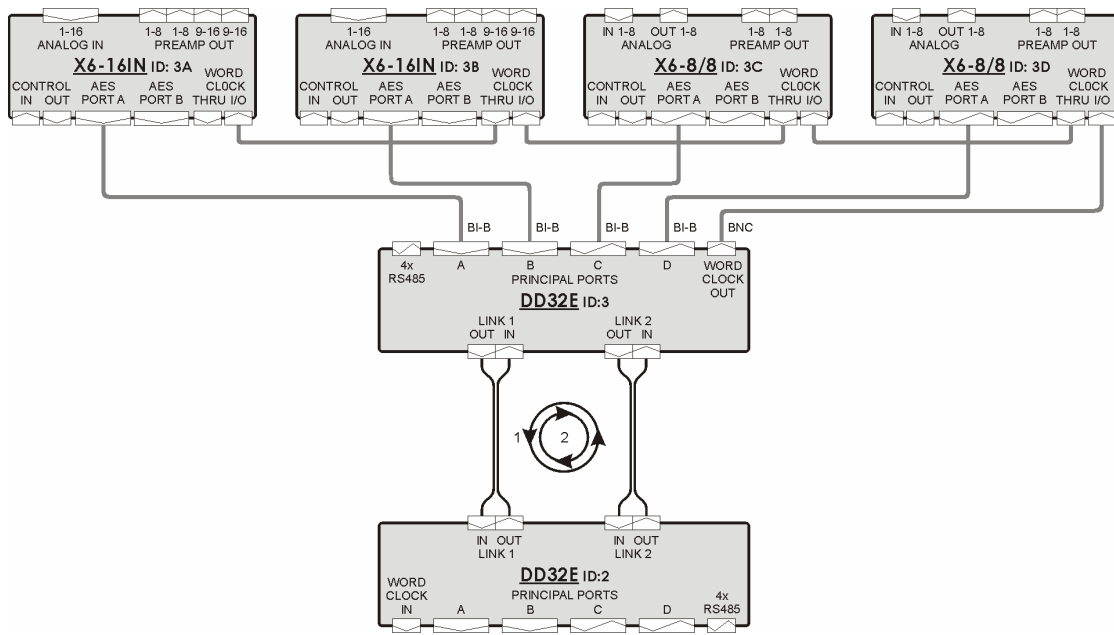 1-16 1-8 1-8 9-16 9-16
ANALOG IN PREAMP OUT
X6-16IN ID: 3A
CONTROL IN OUT
AES PORT A
AES PORT B
WORD CL0CK THRU I/O
1-16 1-8 1-8 9-16 9-16
ANALOG IN PREAMP OUT
X6-16IN ID: 3B
CONTROL IN OUT
AES PORT A
AES PORT B
WORD CL0CK THRU I/O
IN 1-8 OUT 1-8 1-8 1-8
ANALOG PREAMP OUT
X6-8/8 ID: 3C
CONTROL IN OUT
AES PORT A
AES PORT B
WORD CL0CK THRU I/O
IN 1-8 OUT 1-8 1-8 1-8
ANALOG PREAMP OUT
X6-8/8 ID: 3D
CONTROL IN OUT
AES PORT A
AES PORT B
WORD CL0CK THRU I/O
BI-B BI-B BI-B BI-B BNC
4x RS485
A B C D
WORD CLOCK OUT
PRINCIPAL PORTS
DD32E ID:3
LINK 1 LINK 2
OUT IN OUT IN
1 2
IN OUT IN OUT
LINK 1 LINK 2
DD32E ID:2
WORD CLOCK IN
PRINCIPAL PORTS
A B C D
4x RS485